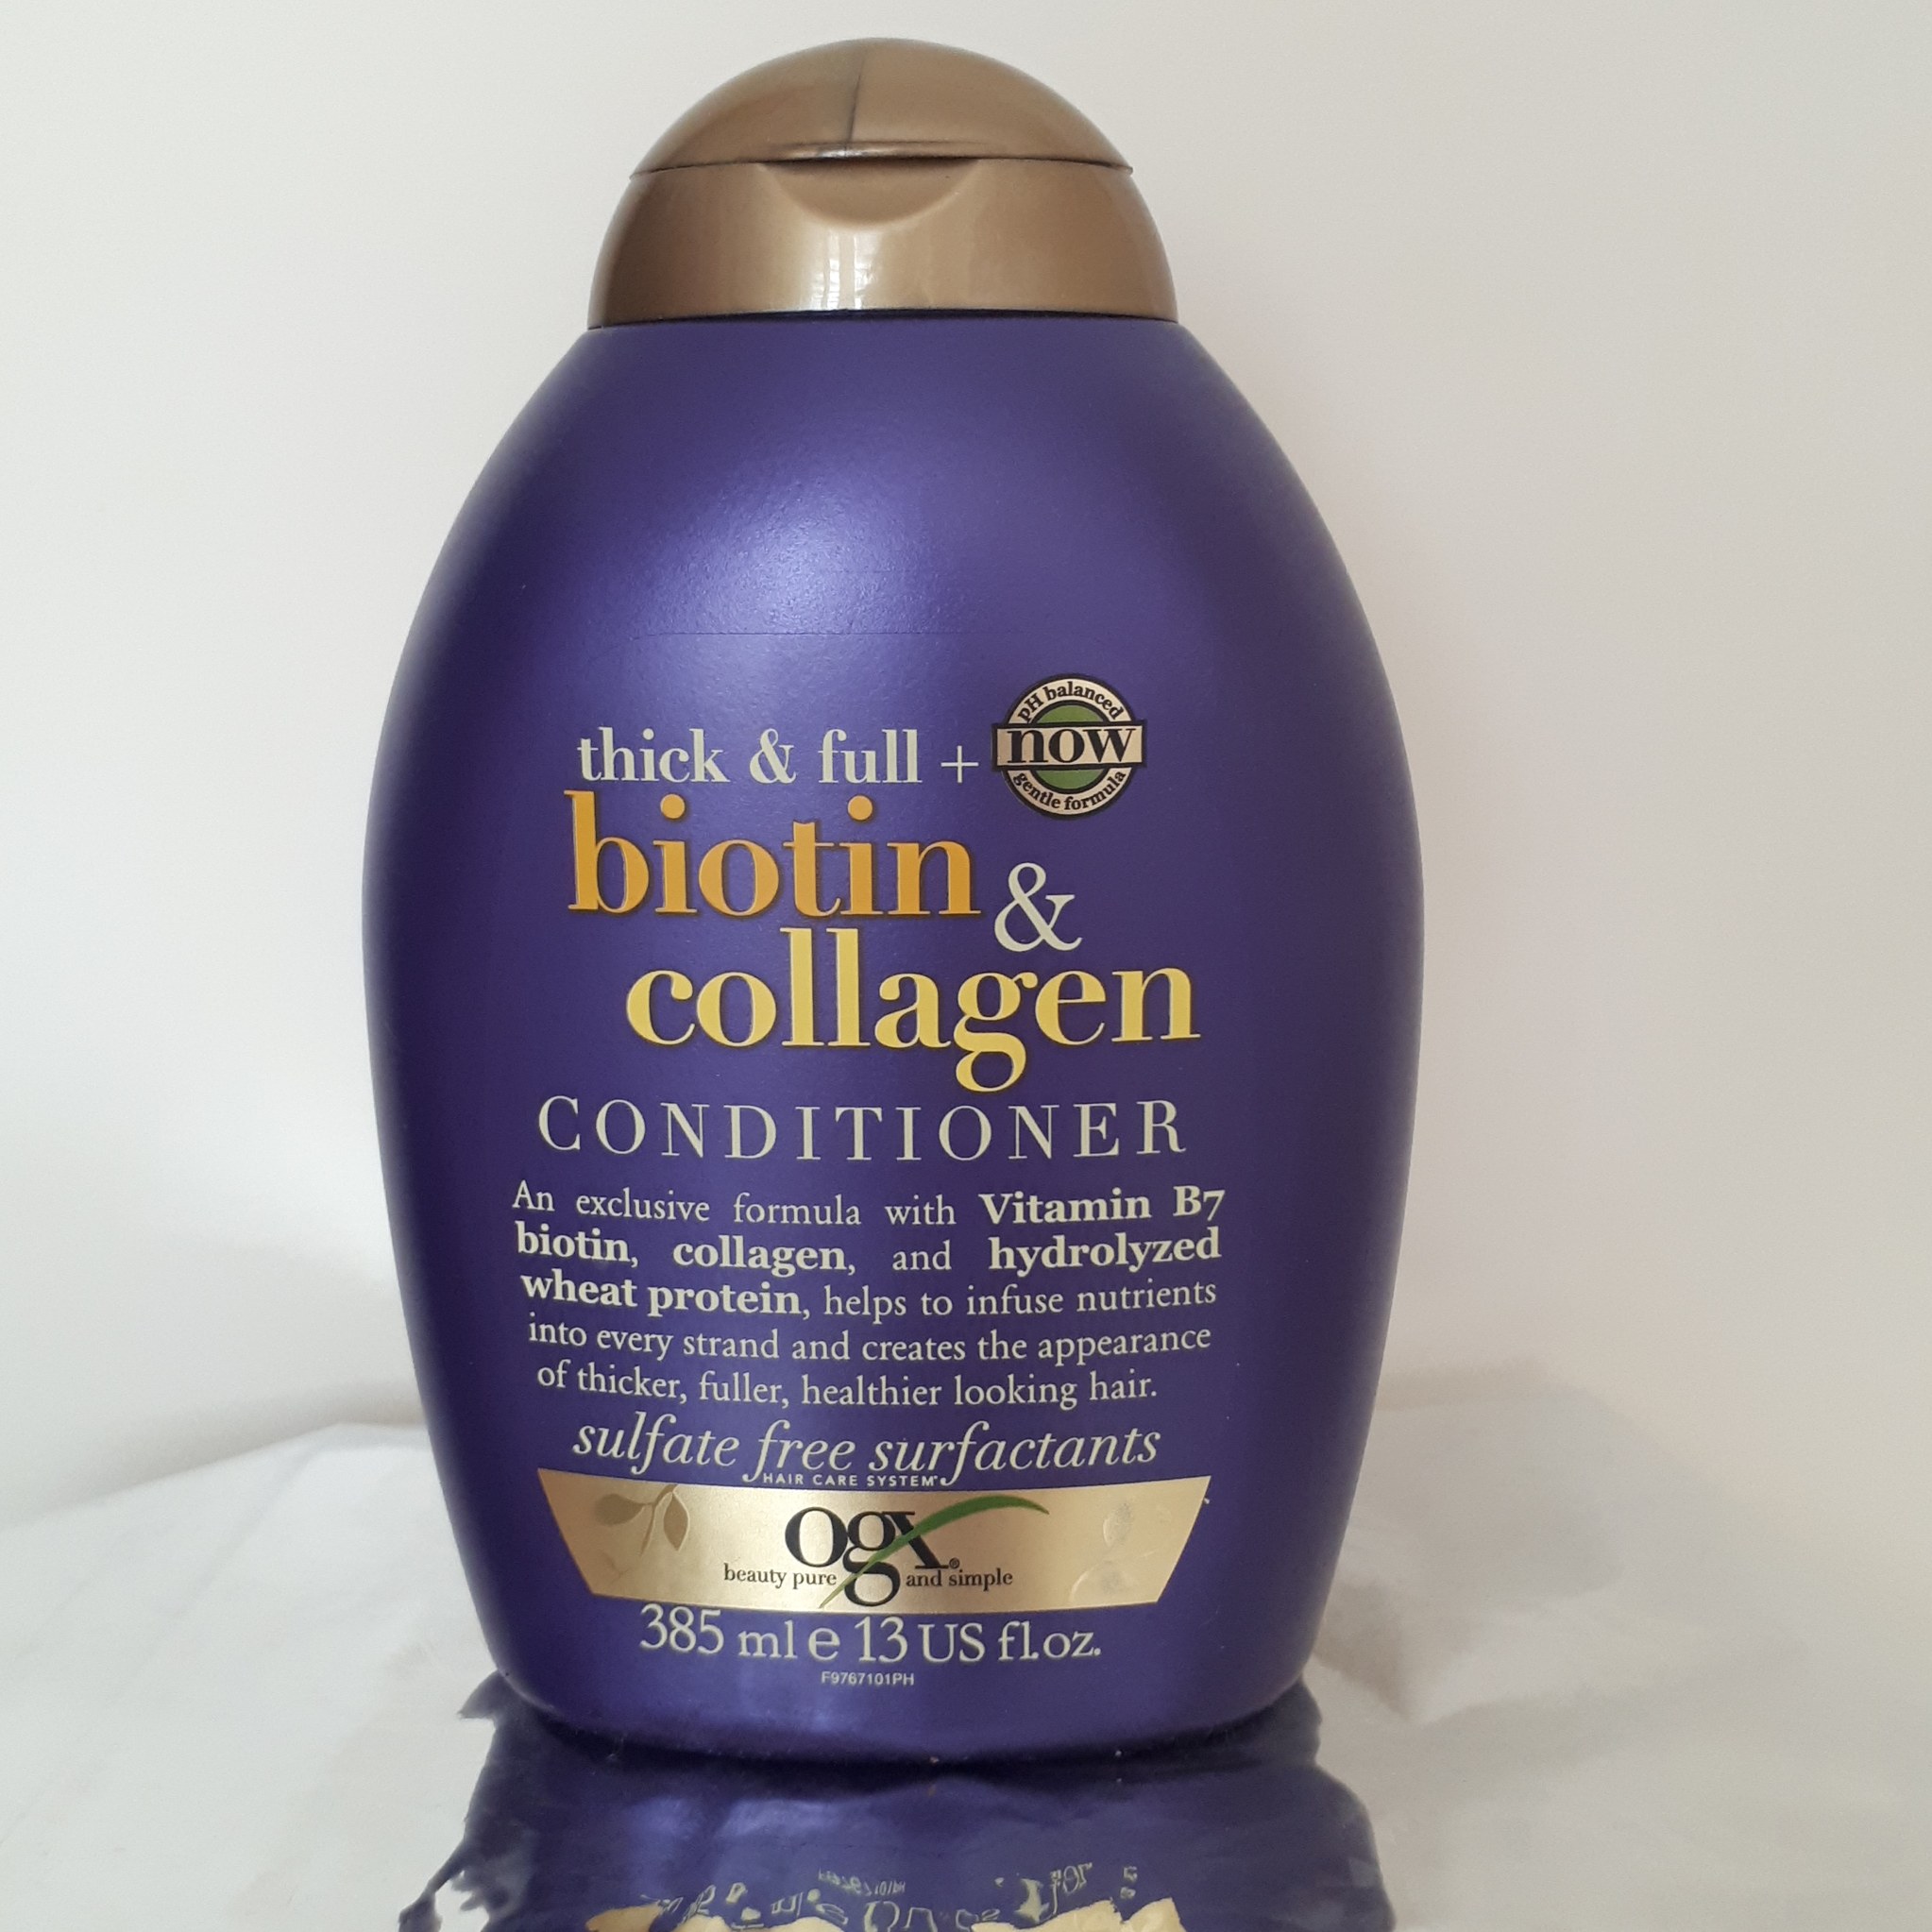 pH balanced
now
gentle formula
thick & full +
biotin &
collagen
CONDITIONER
An exclusive formula with Vitamin B7
biotin, collagen, and hydrolyzed
wheat protein, helps to infuse nutrients
into every strand and creates the appearance
of thicker, fuller, healthier looking hair.
sulfate free surfactants
HAIR CARE SYSTEM
ogx®
beauty pure and simple
385 ml e 13 US fl.oz.
F9767101PH